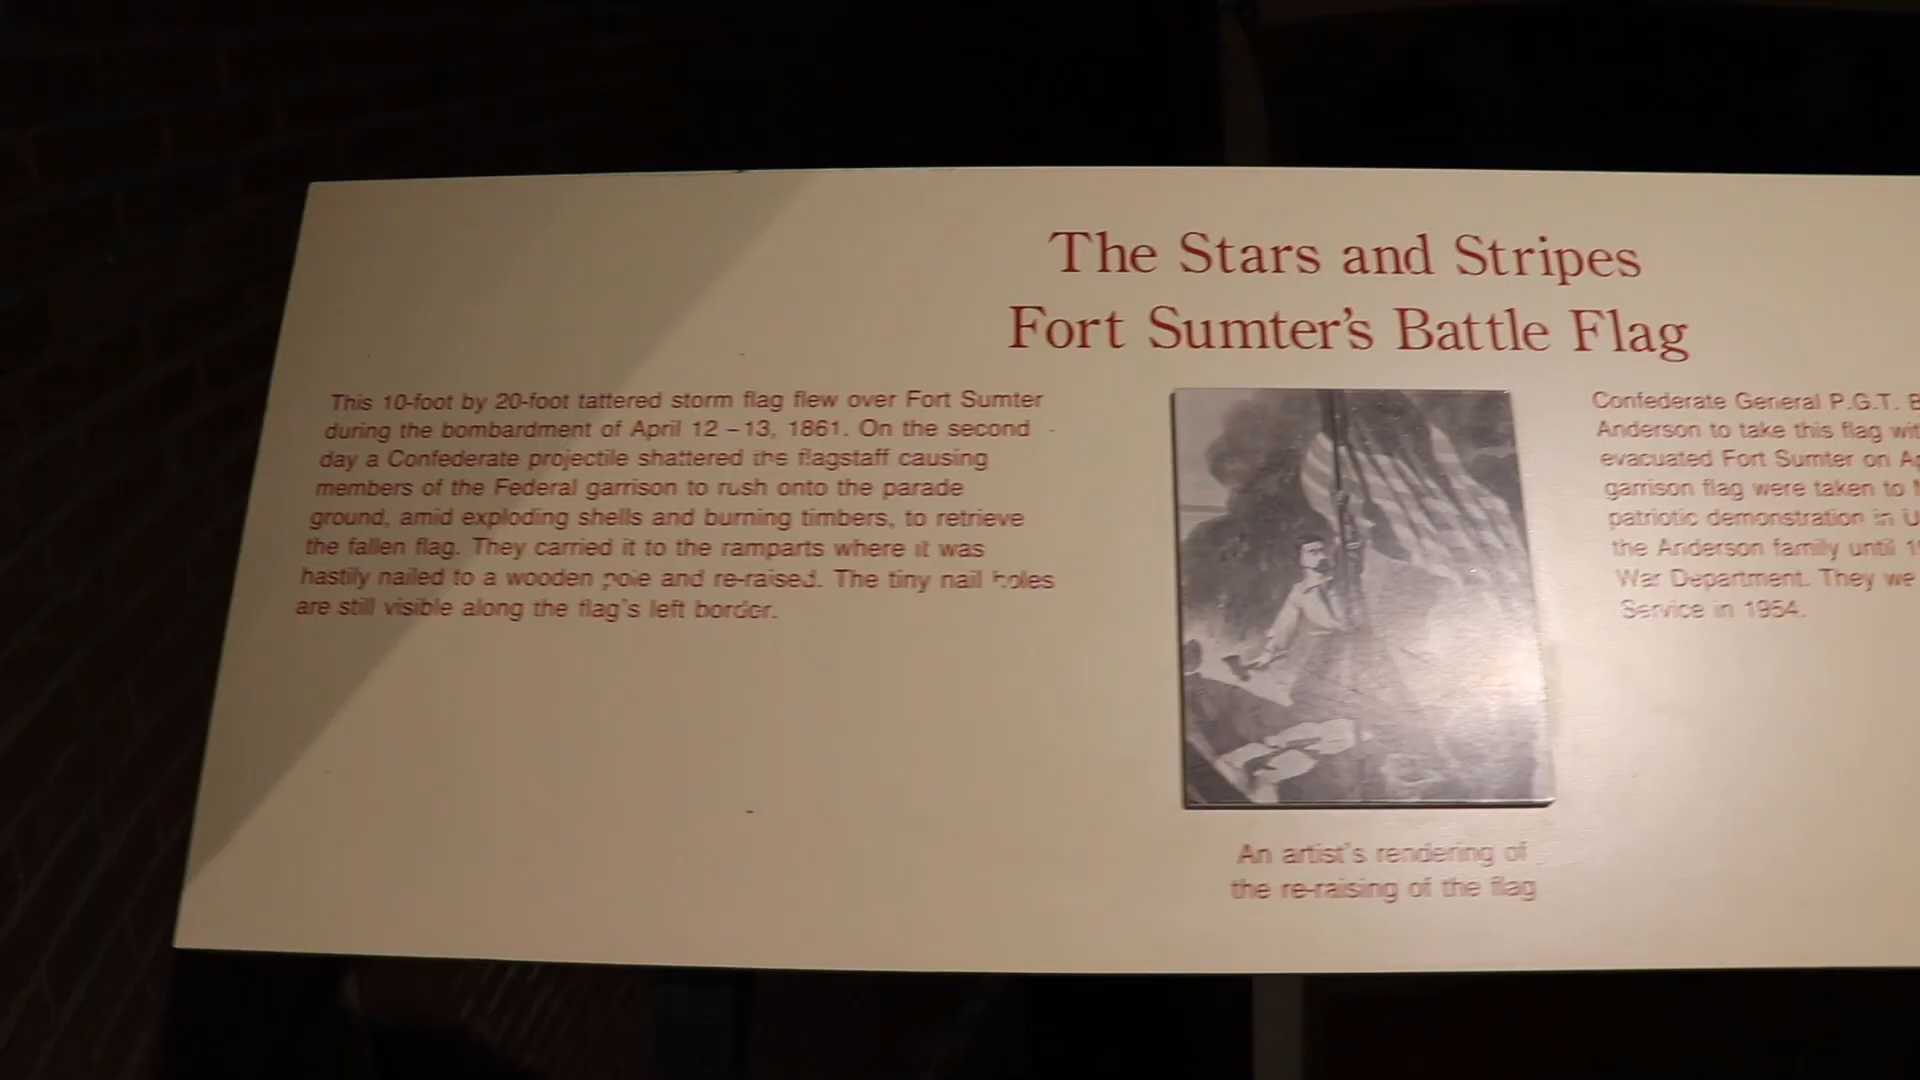 The Stars and Stripes
Fort Sumter's Battle Flag
This 10-foot by 20-foot tattered storm flag flew over Fort Sumter
during the bombardment of April 12 – 13, 1861. On the second
day a Confederate projectile shattered the flagstaff causing
members of the Federal garrison to rush onto the parade
ground, amid exploding shells and burning timbers, to retrieve
the fallen flag. They carried it to the ramparts where it was
hastily nailed to a wooden pole and re-raised. The tiny nail holes
are still visible along the flag's left border.
An artist's rendering of
the re-raising of the flag
Confederate General P.G.T.
Anderson to take this flag
evacuated Fort Sumter on
garrison flag were taken to
patriotic demonstration in
the Anderson family until
War Department. They we
Service in 1954.